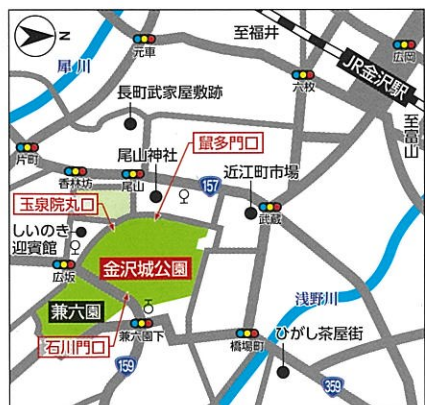 N
犀川
元車
至福井
広岡
JR金沢駅
六枚
至富山
長町武家屋敷跡
片町
香林坊
尾山
尾山神社
鼠多門口
157
近江町市場
武蔵
玉泉院丸口
しいのき
迎賓館
広坂
金沢城公園
兼六園
石川門口
兼六園下
159
浅野川
橋場町
ひがし茶屋街
359